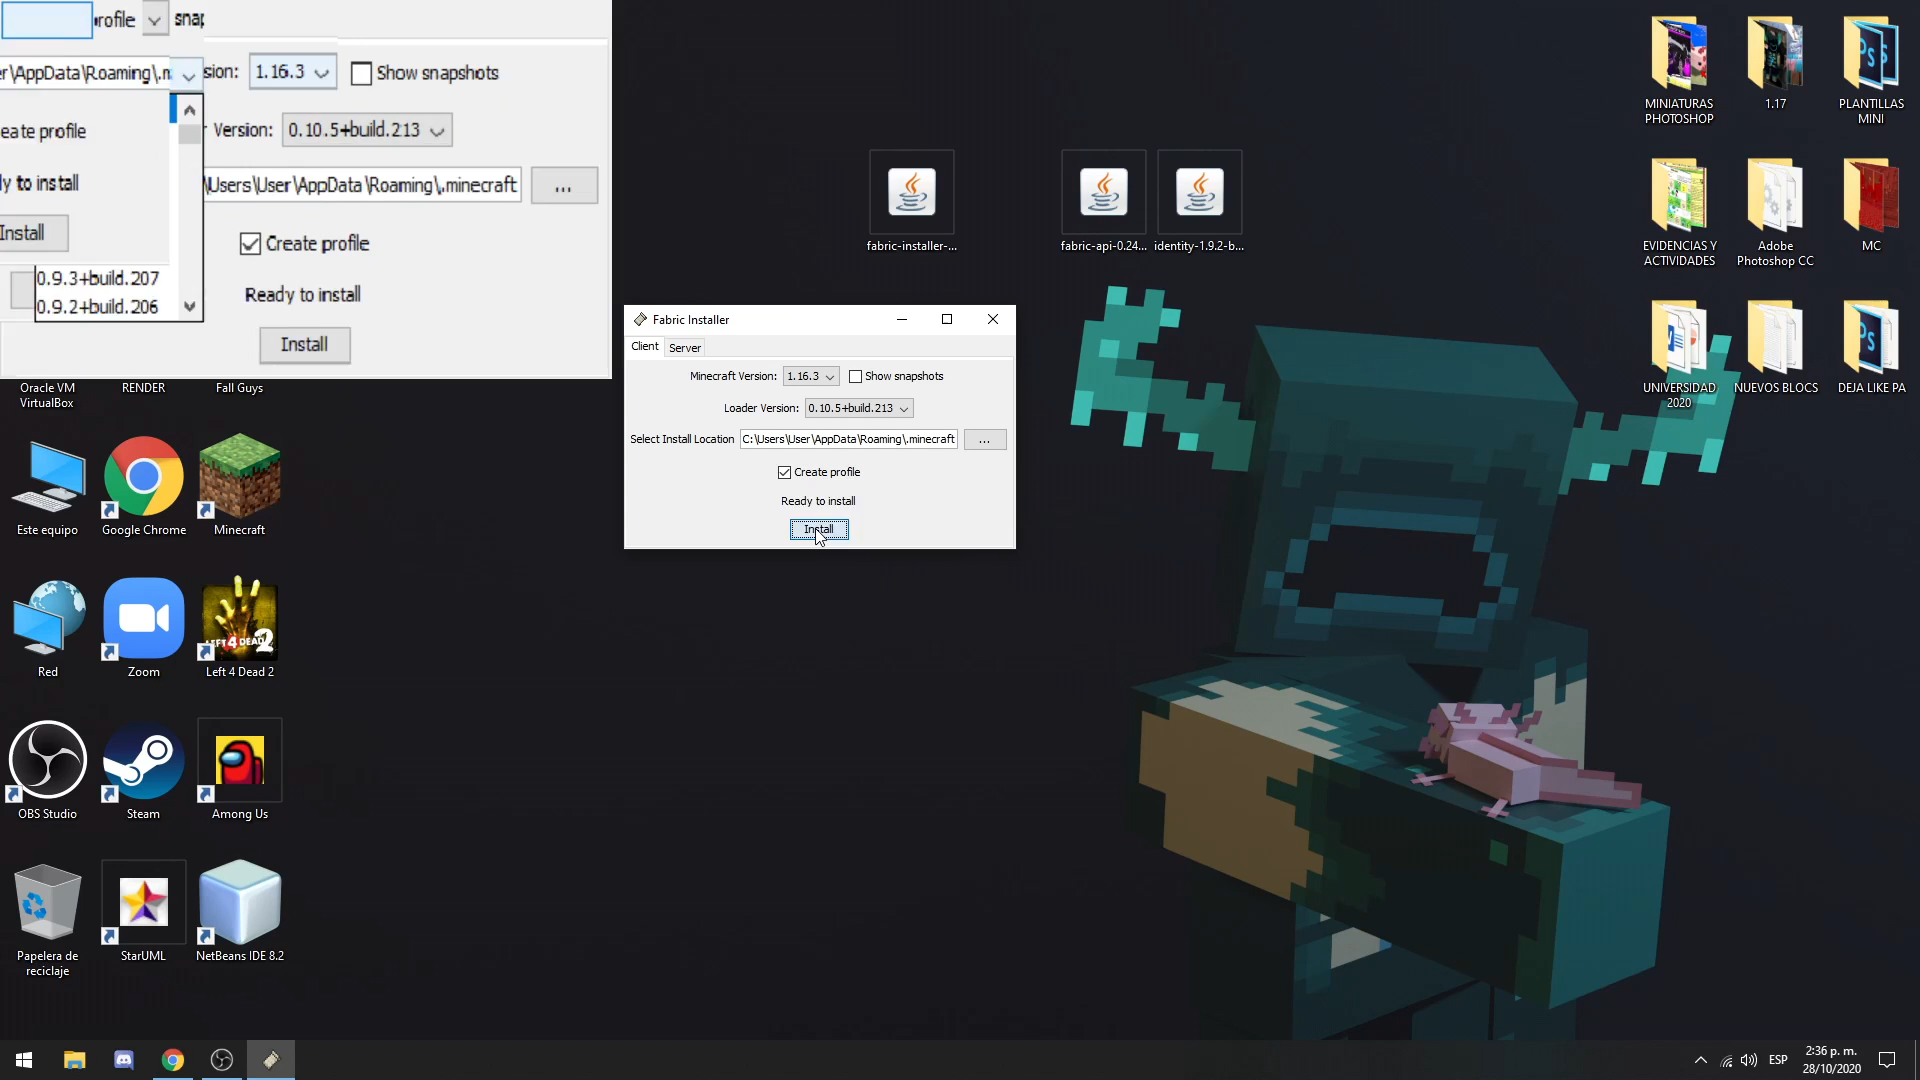 rofile
snap
er\AppData\Roaming\.m
eate profile
y to install
Install
0.9.3+build.207
0.9.2+build.206
sion: 1.16.3 Show snapshots
r Version: 0.10.5+build.213
\Users\User\AppData\Roaming\.minecraft ...
Create profile
Ready to install
Install
Oracle VM
VirtualBox
RENDER
Fall Guys
Este equipo
Google Chrome
Minecraft
Red
Zoom
LEFT 4 DEAD 2
Left 4 Dead 2
OBS Studio
Steam
Among Us
Papelera de
reciclaje
StarUML
NetBeans IDE 8.2
fabric-installer-...
fabric-api-0.24...
identity-1.9.2-b...
Fabric Installer
Client Server
Minecraft Version: 1.16.3 Show snapshots
Loader Version: 0.10.5+build.213
Select Install Location C:\Users\User\AppData\Roaming\.minecraft ...
Create profile
Ready to install
Install
MINIATURAS
PHOTOSHOP
1.17
Ps
PLANTILLAS
MINI
EVIDENCIAS Y
ACTIVIDADES
Adobe
Photoshop CC
MC
UNIVERSIDAD
2020
NUEVOS BLOCS
Ps
DEJA LIKE PA
ESP
2:36 p. m.
28/10/2020